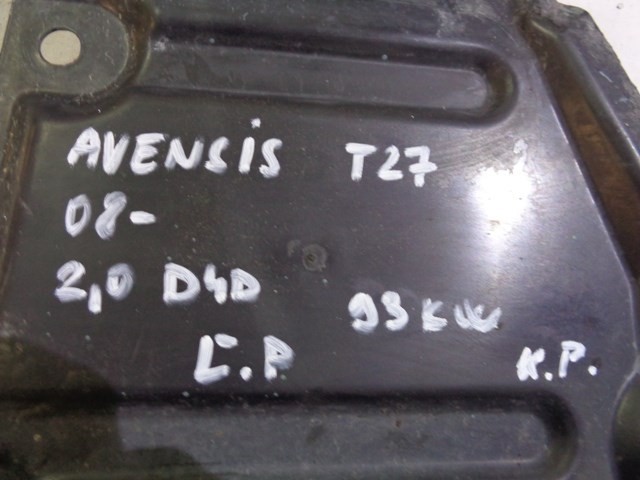 AVENSIS T27
08-
2,0 D4D 93 KW
L.P. K.P.